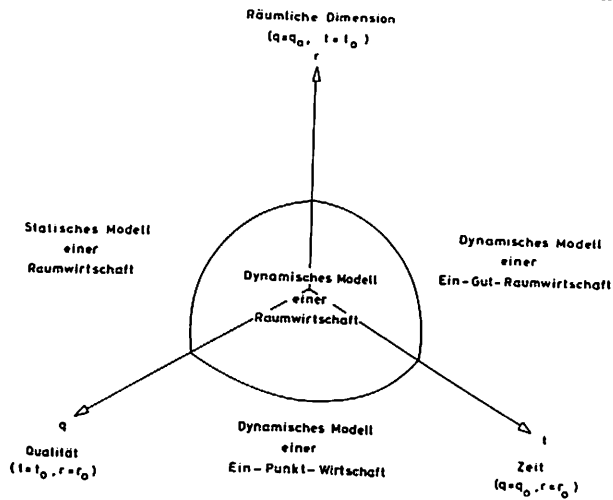 Räumliche Dimension
(q=q₀, t=t₀)
r
Statisches Modell
einer
Raumwirtschaft
Dynamisches Modell
einer
Ein-Gut-Raumwirtschaft
Dynamisches Modell
einer
Raumwirtschaft
q
Qualität
(t=t₀, r=r₀)
Dynamisches Modell
einer
Ein-Punkt-Wirtschaft
t
Zeit
(q=q₀, r=r₀)